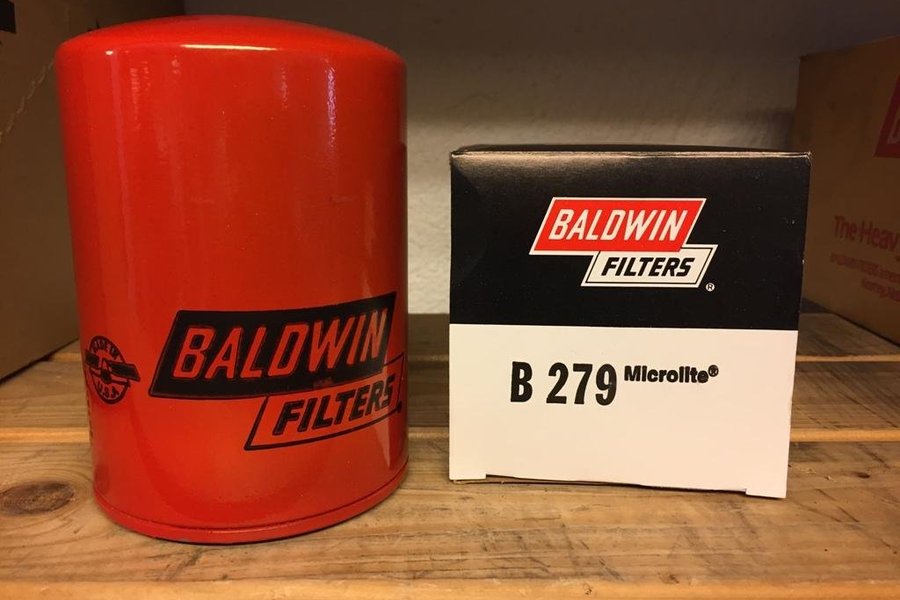 BALDWIN
FILTERS
U.S.A.
BALDWIN
FILTERS
®
B 279 Microlite®
The Heav